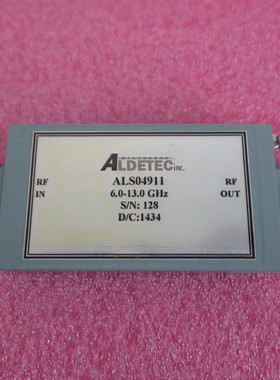 ALDETEC inc.
ALS04911
RF RF
IN 6.0-13.0 GHz OUT
S/N: 128
D/C:1434